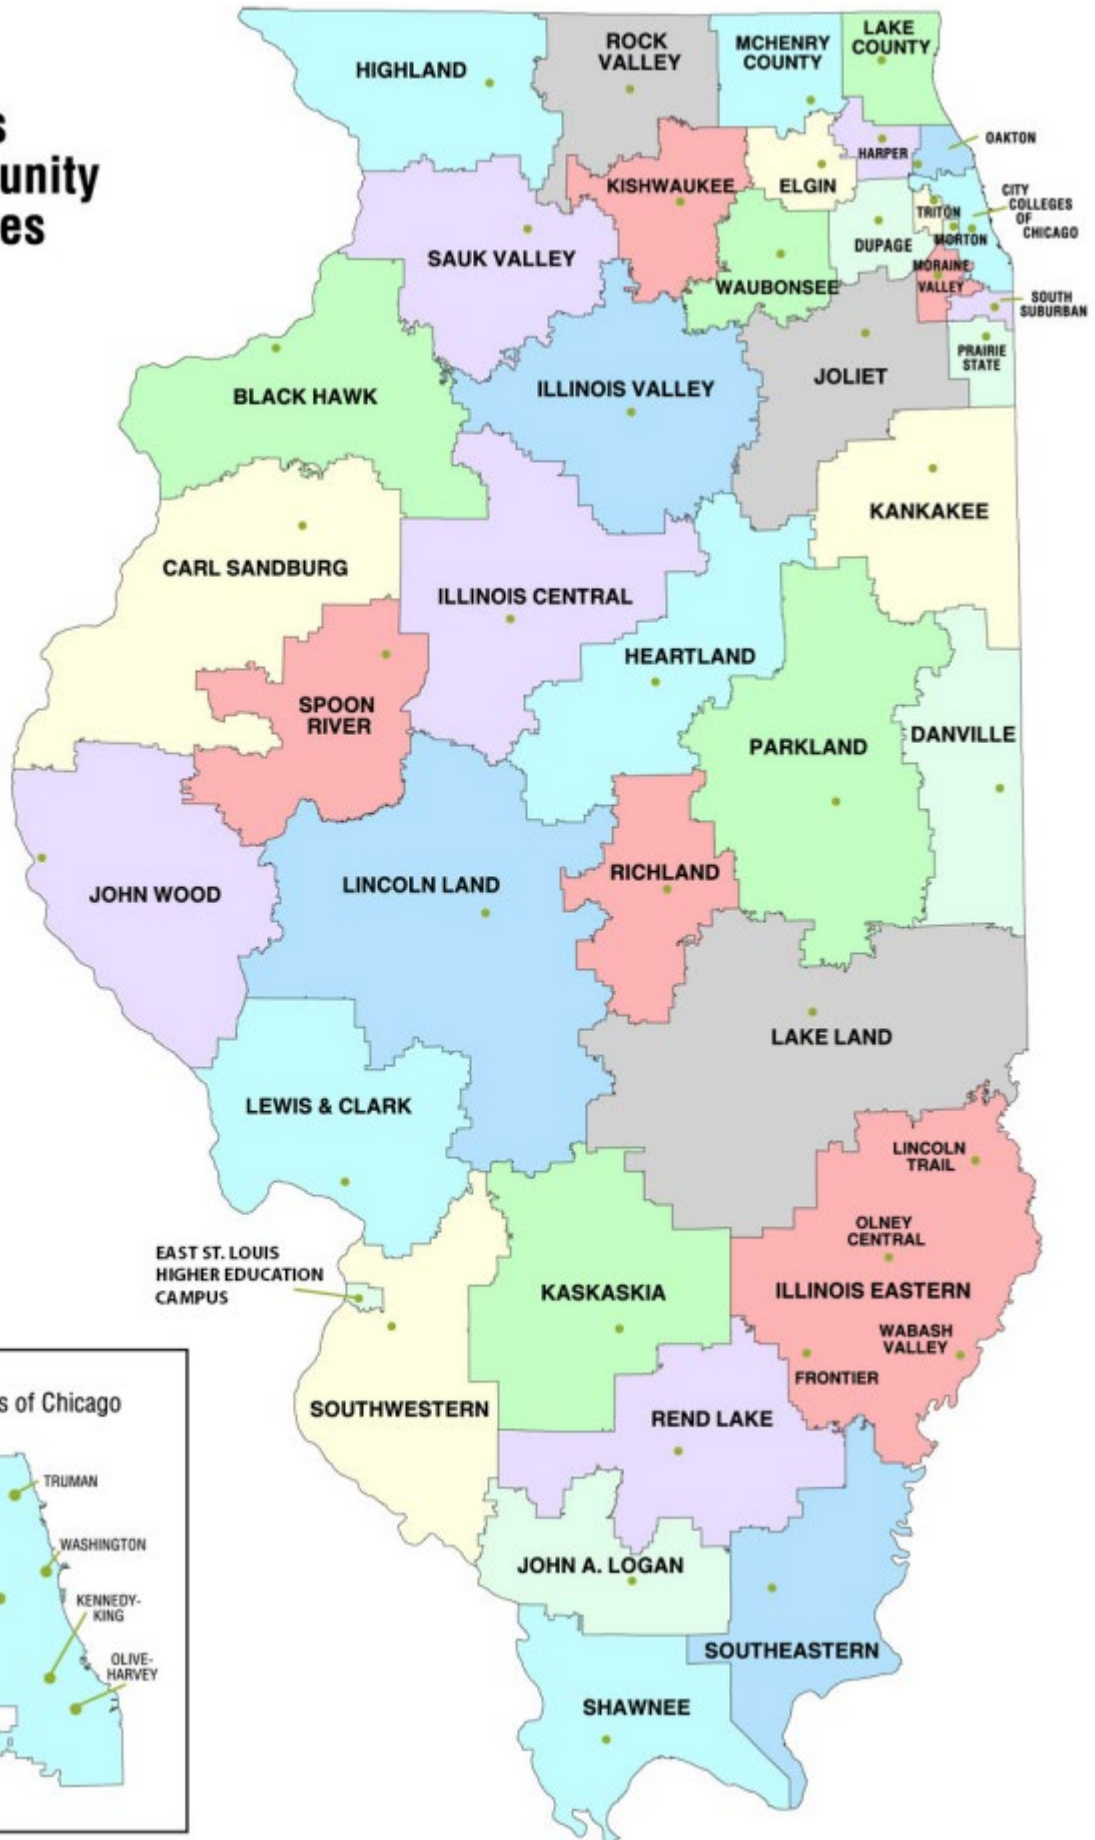 s
unity
es
HIGHLAND
ROCK
VALLEY
MCHENRY
COUNTY
LAKE
COUNTY
OAKTON
HARPER
KISHWAUKEE
ELGIN
CITY
COLLEGES
OF
CHICAGO
TRITON
MORTON
DUPAGE
SAUK VALLEY
MORAINE
VALLEY
WAUBONSEE
SOUTH
SUBURBAN
PRAIRIE
STATE
JOLIET
ILLINOIS VALLEY
BLACK HAWK
KANKAKEE
CARL SANDBURG
ILLINOIS CENTRAL
HEARTLAND
SPOON
RIVER
DANVILLE
PARKLAND
RICHLAND
LINCOLN LAND
JOHN WOOD
LAKE LAND
LEWIS & CLARK
LINCOLN
TRAIL
OLNEY
CENTRAL
EAST ST. LOUIS
HIGHER EDUCATION
CAMPUS
KASKASKIA
ILLINOIS EASTERN
WABASH
VALLEY
FRONTIER
SOUTHWESTERN
REND LAKE
s of Chicago
TRUMAN
WASHINGTON
KENNEDY-
KING
OLIVE-
HARVEY
JOHN A. LOGAN
SOUTHEASTERN
SHAWNEE